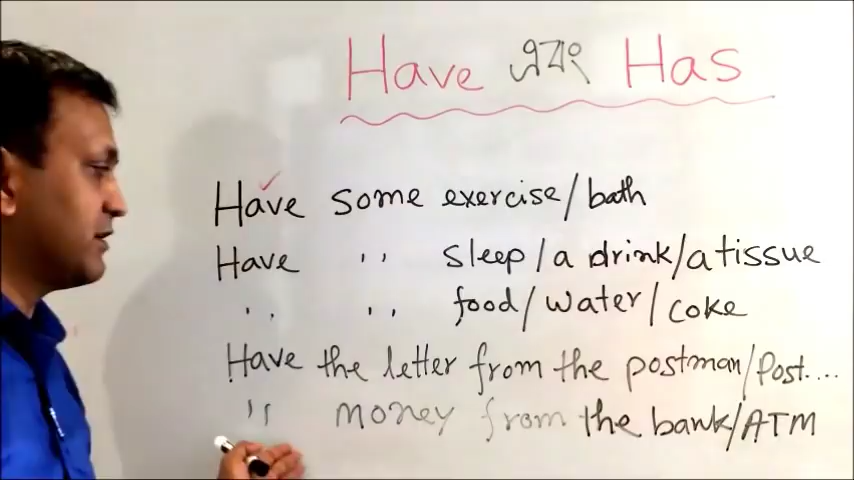 Have এবং Has
Have some exercise/bath
Have " sleep/a drink/a tissue
" " food/water/coke
Have the letter from the postman/Post....
" money from the bank/ATM